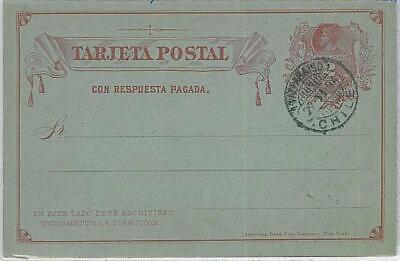 TARJETA POSTAL
CON RESPUESTA PAGADA.
CHILE
Sr.
EN ESTE LADO DEBE ESCRIBIRSE
ÚNICAMENTE LA DIRECCION.
American Bank Note Company, New York.